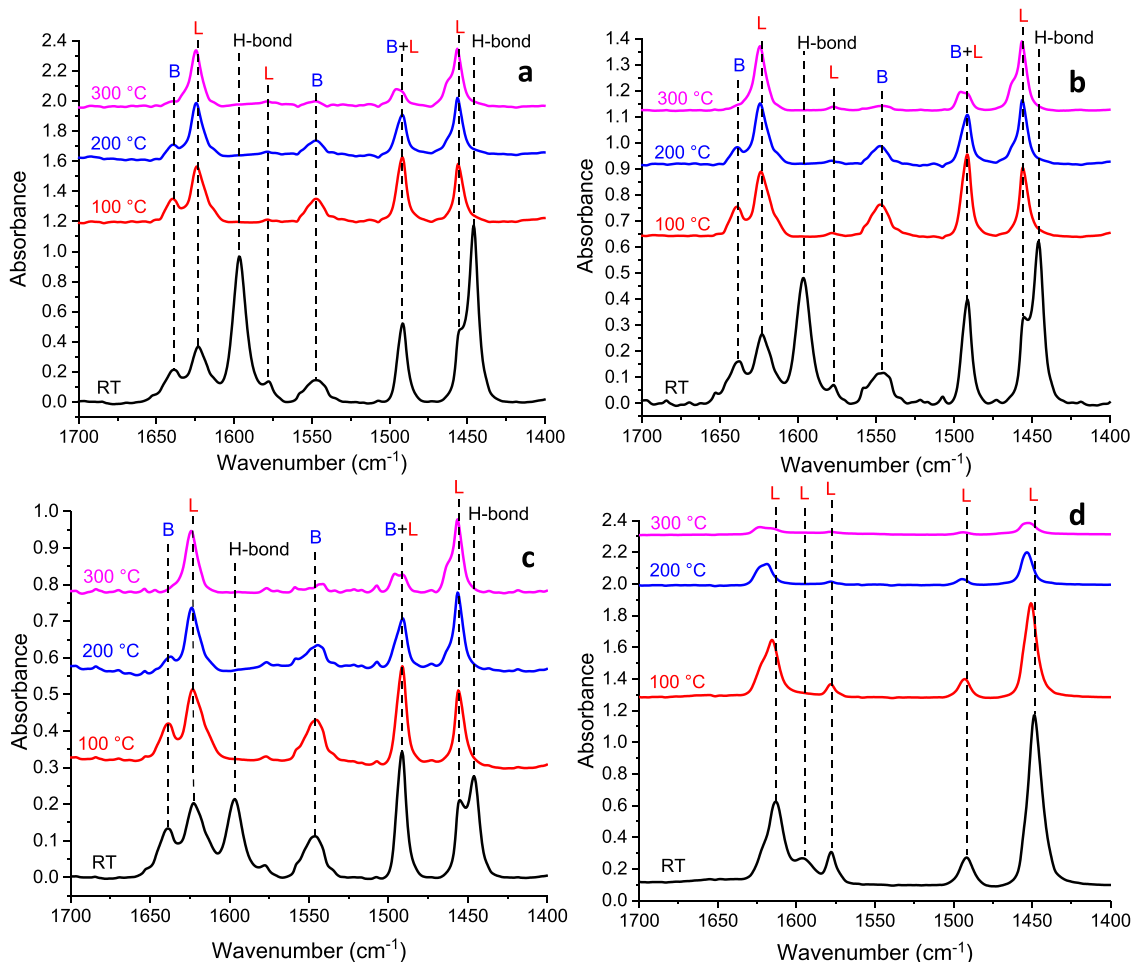 L
L
B
H-bond
L
B
B+L
H-bond
a
300 °C
200 °C
100 °C
RT
2.4
2.2
2.0
1.8
1.6
1.4
1.2
1.0
0.8
0.6
0.4
0.2
0.0
Absorbance
1700 1650 1600 1550 1500 1450 1400
Wavenumber (cm-1)
L
L
B
H-bond
L
B
B+L
H-bond
b
300 °C
200 °C
100 °C
RT
1.4
1.3
1.2
1.1
1.0
0.9
0.8
0.7
0.6
0.5
0.4
0.3
0.2
0.1
0.0
Absorbance
1700 1650 1600 1550 1500 1450 1400
Wavenumber (cm-1)
L
L
B
H-bond
B
B+L
H-bond
c
300 °C
200 °C
100 °C
RT
1.0
0.9
0.8
0.7
0.6
0.5
0.4
0.3
0.2
0.1
0.0
Absorbance
1700 1650 1600 1550 1500 1450 1400
Wavenumber (cm-1)
L L L L L
d
300 °C
200 °C
100 °C
RT
2.4
2.2
2.0
1.8
1.6
1.4
1.2
1.0
0.8
0.6
0.4
0.2
0.0
Absorbance
1700 1650 1600 1550 1500 1450 1400
Wavenumber (cm-1)